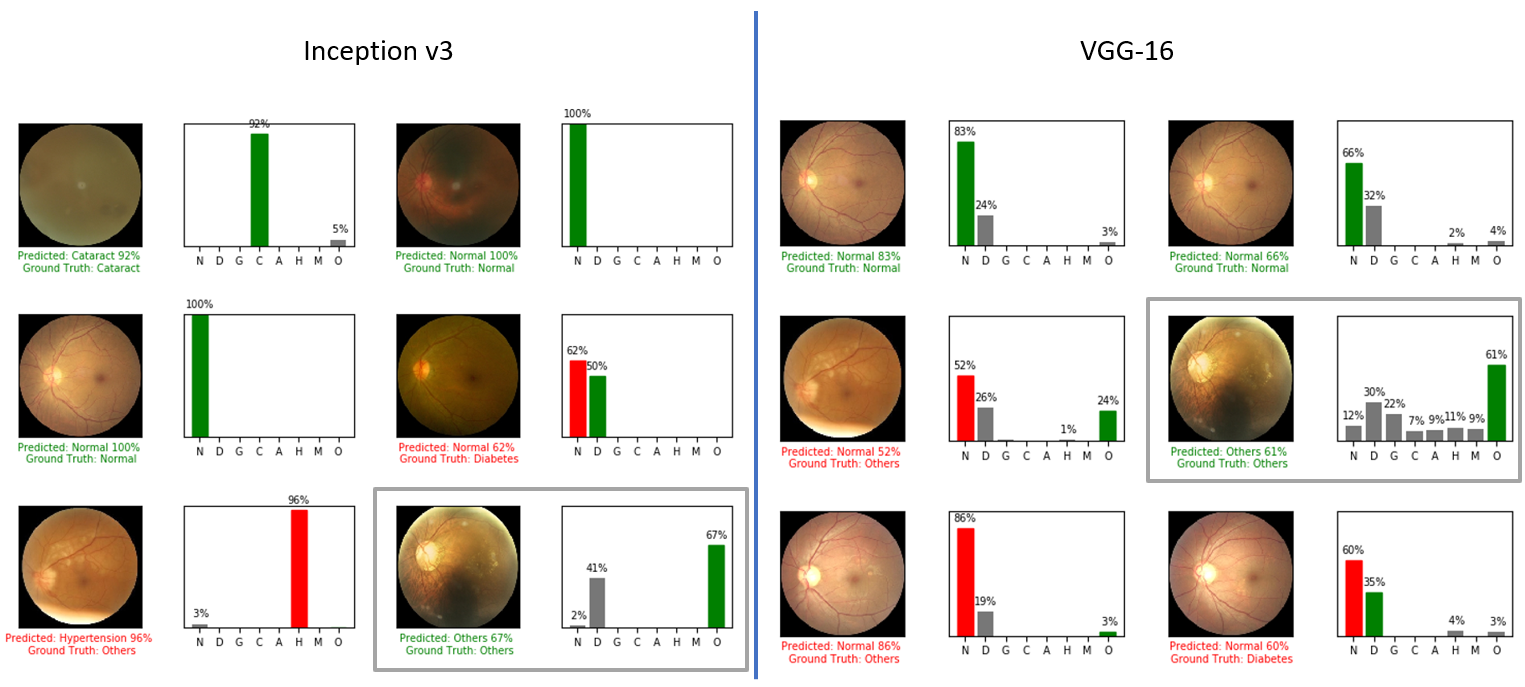 Inception v3
VGG-16
92%
5%
N D G C A H M O
Predicted: Cataract 92%
Ground Truth: Cataract
100%
N D G C A H M O
Predicted: Normal 100%
Ground Truth: Normal
100%
N D G C A H M O
Predicted: Normal 100%
Ground Truth: Normal
62%
50%
N D G C A H M O
Predicted: Normal 62%
Ground Truth: Diabetes
3%
96%
N D G C A H M O
Predicted: Hypertension 96%
Ground Truth: Others
2%
41%
67%
N D G C A H M O
Predicted: Others 67%
Ground Truth: Others
83%
24%
3%
N D G C A H M O
Predicted: Normal 83%
Ground Truth: Normal
66%
32%
2%
4%
N D G C A H M O
Predicted: Normal 66%
Ground Truth: Normal
52%
26%
1%
24%
N D G C A H M O
Predicted: Normal 52%
Ground Truth: Others
12%
30%
22%
7%
9%
11%
9%
61%
N D G C A H M O
Predicted: Others 61%
Ground Truth: Others
86%
19%
3%
N D G C A H M O
Predicted: Normal 86%
Ground Truth: Others
60%
35%
4%
3%
N D G C A H M O
Predicted: Normal 60%
Ground Truth: Diabetes